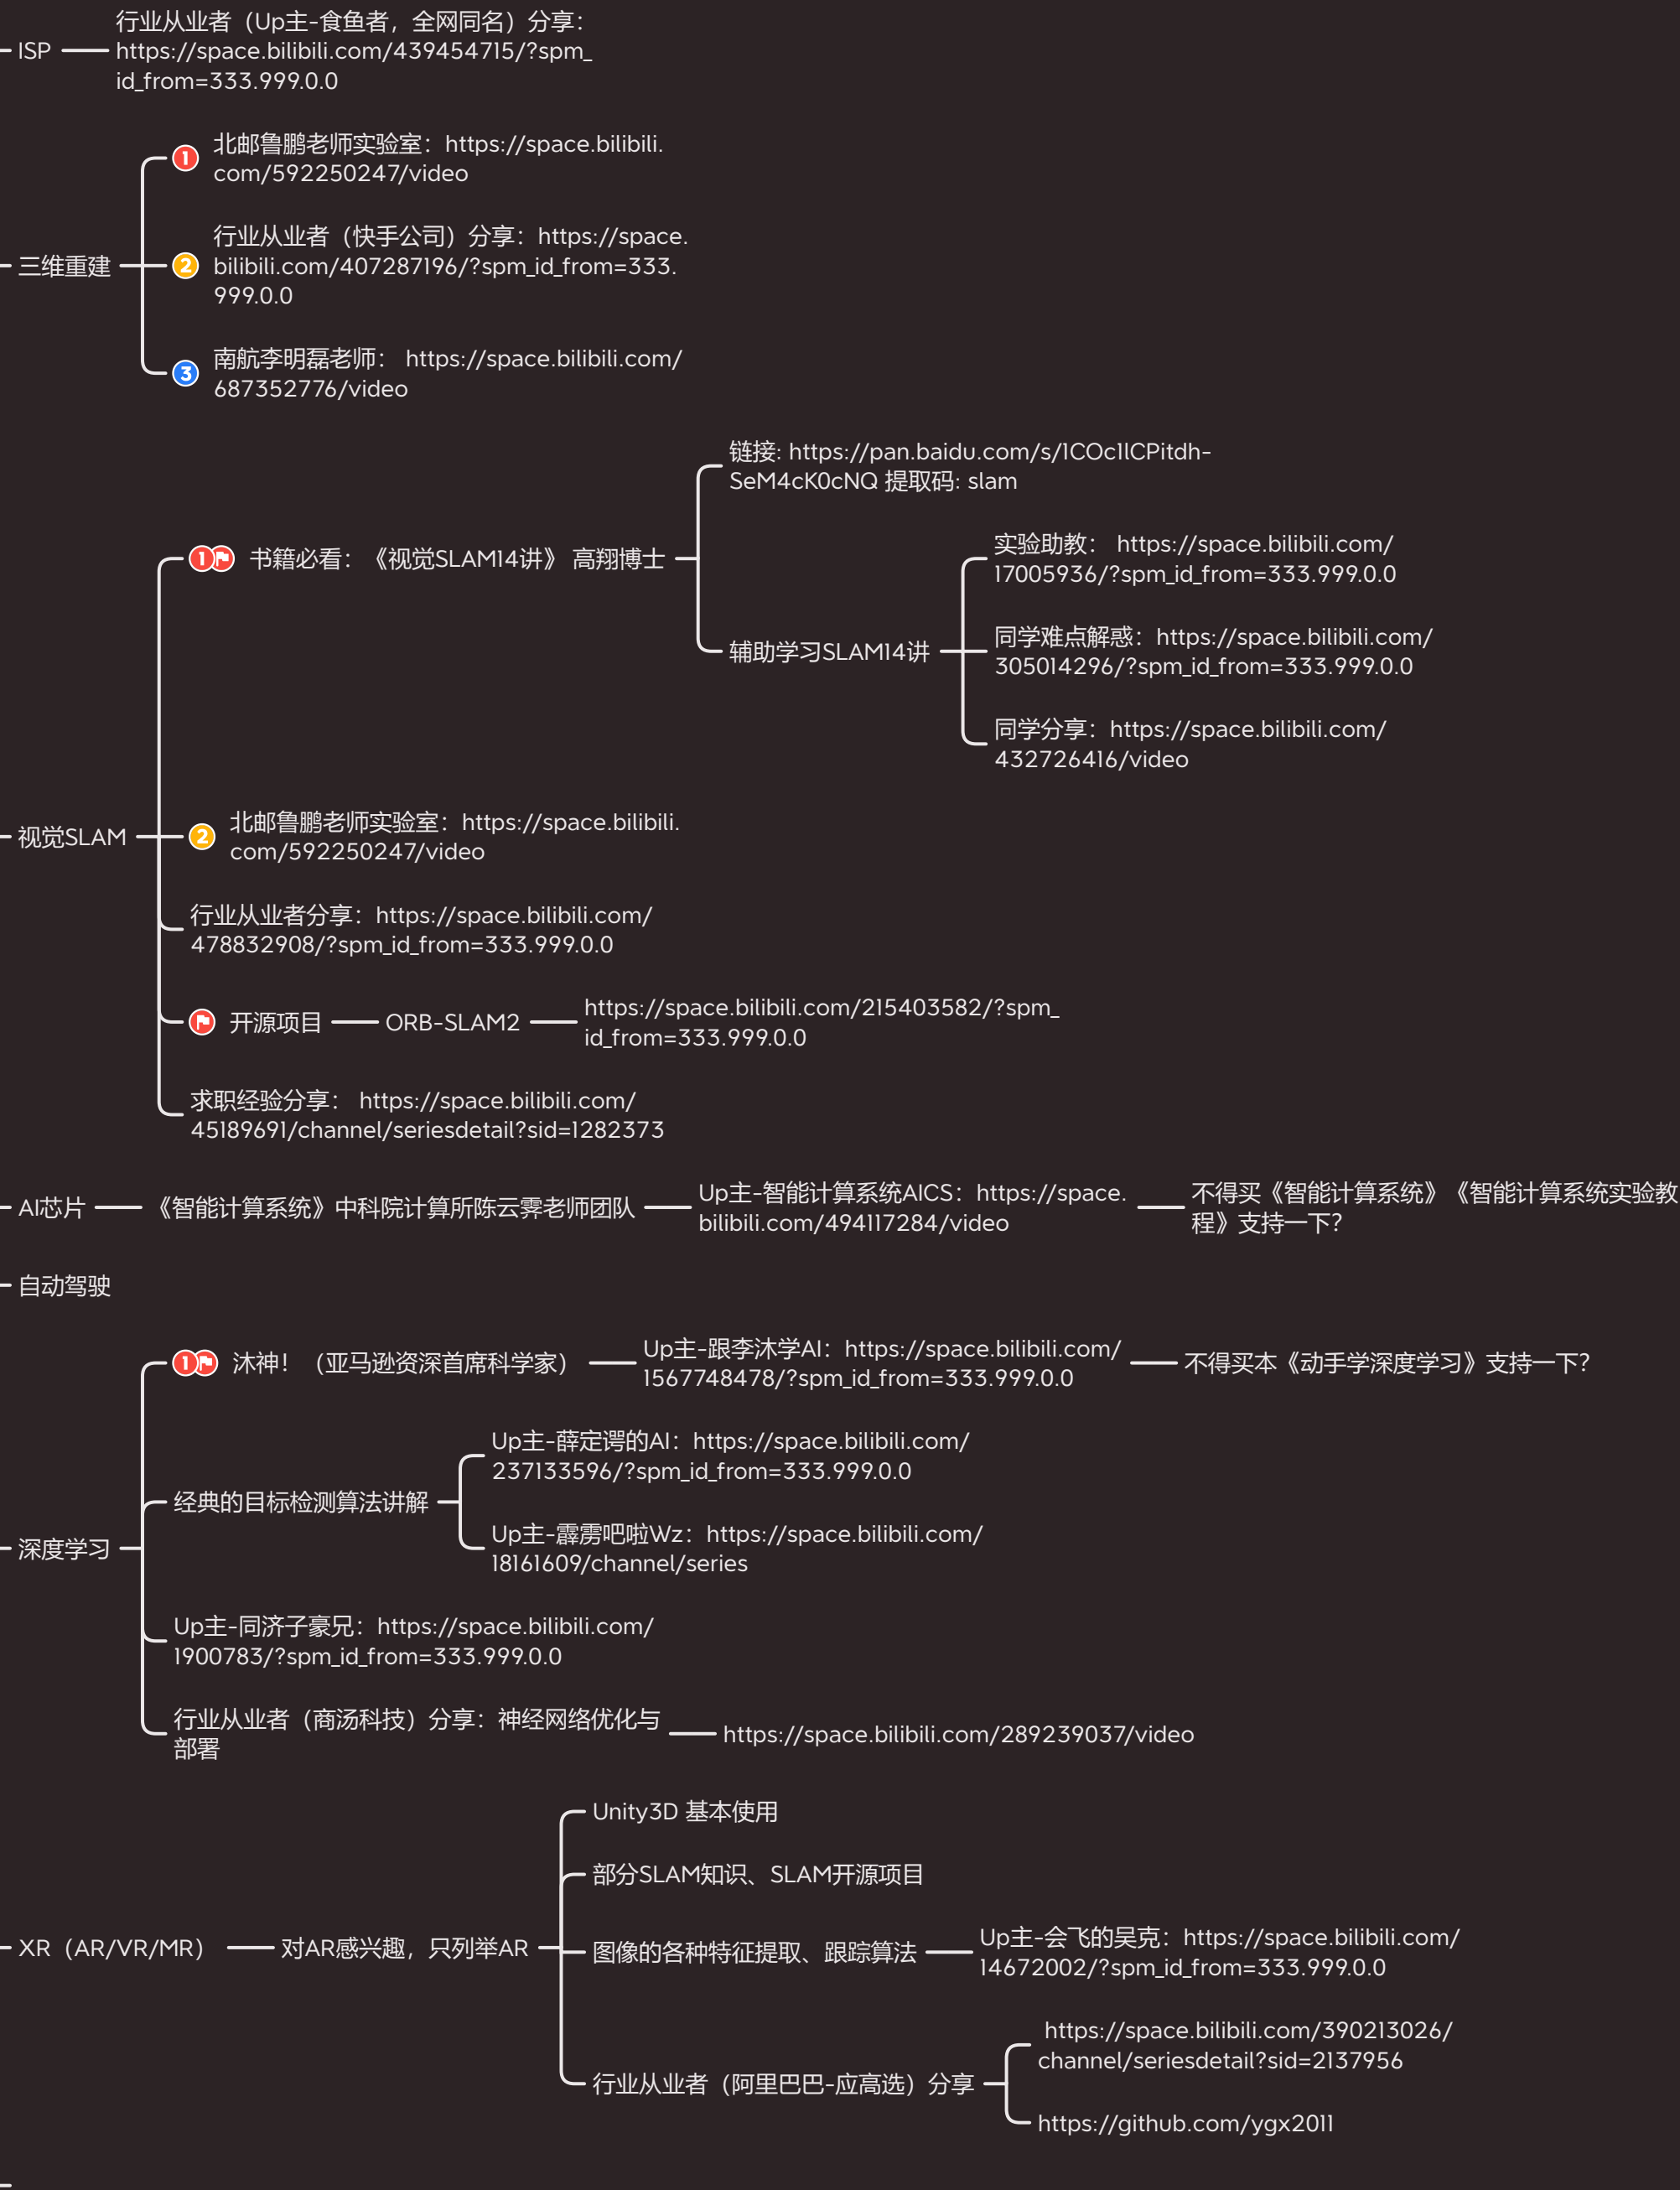 行业从业者（Up主-食鱼者，全网同名）分享：
ISP
https://space.bilibili.com/439454715/?spm_
id_from=333.999.0.0
三维重建
1
北邮鲁鹏老师实验室：https://space.bilibili.
com/592250247/video
2
行业从业者（快手公司）分享：https://space.
bilibili.com/407287196/?spm_id_from=333.
999.0.0
3
南航李明磊老师： https://space.bilibili.com/
687352776/video
视觉SLAM
1
书籍必看：《视觉SLAM14讲》 高翔博士
链接: https://pan.baidu.com/s/1COc1lCPitdh-
SeM4cK0cNQ 提取码: slam
辅助学习SLAM14讲
实验助教： https://space.bilibili.com/
17005936/?spm_id_from=333.999.0.0
同学难点解惑：https://space.bilibili.com/
305014296/?spm_id_from=333.999.0.0
同学分享：https://space.bilibili.com/
432726416/video
2
北邮鲁鹏老师实验室：https://space.bilibili.
com/592250247/video
行业从业者分享：https://space.bilibili.com/
478832908/?spm_id_from=333.999.0.0
开源项目
ORB-SLAM2
https://space.bilibili.com/215403582/?spm_
id_from=333.999.0.0
求职经验分享： https://space.bilibili.com/
45189691/channel/seriesdetail?sid=1282373
AI芯片
《智能计算系统》中科院计算所陈云霁老师团队
Up主-智能计算系统AICS：https://space.
bilibili.com/494117284/video
不得买《智能计算系统》《智能计算系统实验教
程》支持一下？
自动驾驶
深度学习
1
沐神！（亚马逊资深首席科学家）
Up主-跟李沐学AI：https://space.bilibili.com/
1567748478/?spm_id_from=333.999.0.0
不得买本《动手学深度学习》支持一下？
经典的目标检测算法讲解
Up主-薛定谔的AI：https://space.bilibili.com/
237133596/?spm_id_from=333.999.0.0
Up主-霹雳吧啦Wz：https://space.bilibili.com/
18161609/channel/series
Up主-同济子豪兄：https://space.bilibili.com/
1900783/?spm_id_from=333.999.0.0
行业从业者（商汤科技）分享：神经网络优化与
部署
https://space.bilibili.com/289239037/video
XR（AR/VR/MR）
对AR感兴趣，只列举AR
Unity3D 基本使用
部分SLAM知识、SLAM开源项目
图像的各种特征提取、跟踪算法
Up主-会飞的吴克：https://space.bilibili.com/
14672002/?spm_id_from=333.999.0.0
行业从业者（阿里巴巴-应高选）分享
https://space.bilibili.com/390213026/
channel/seriesdetail?sid=2137956
https://github.com/ygx2011